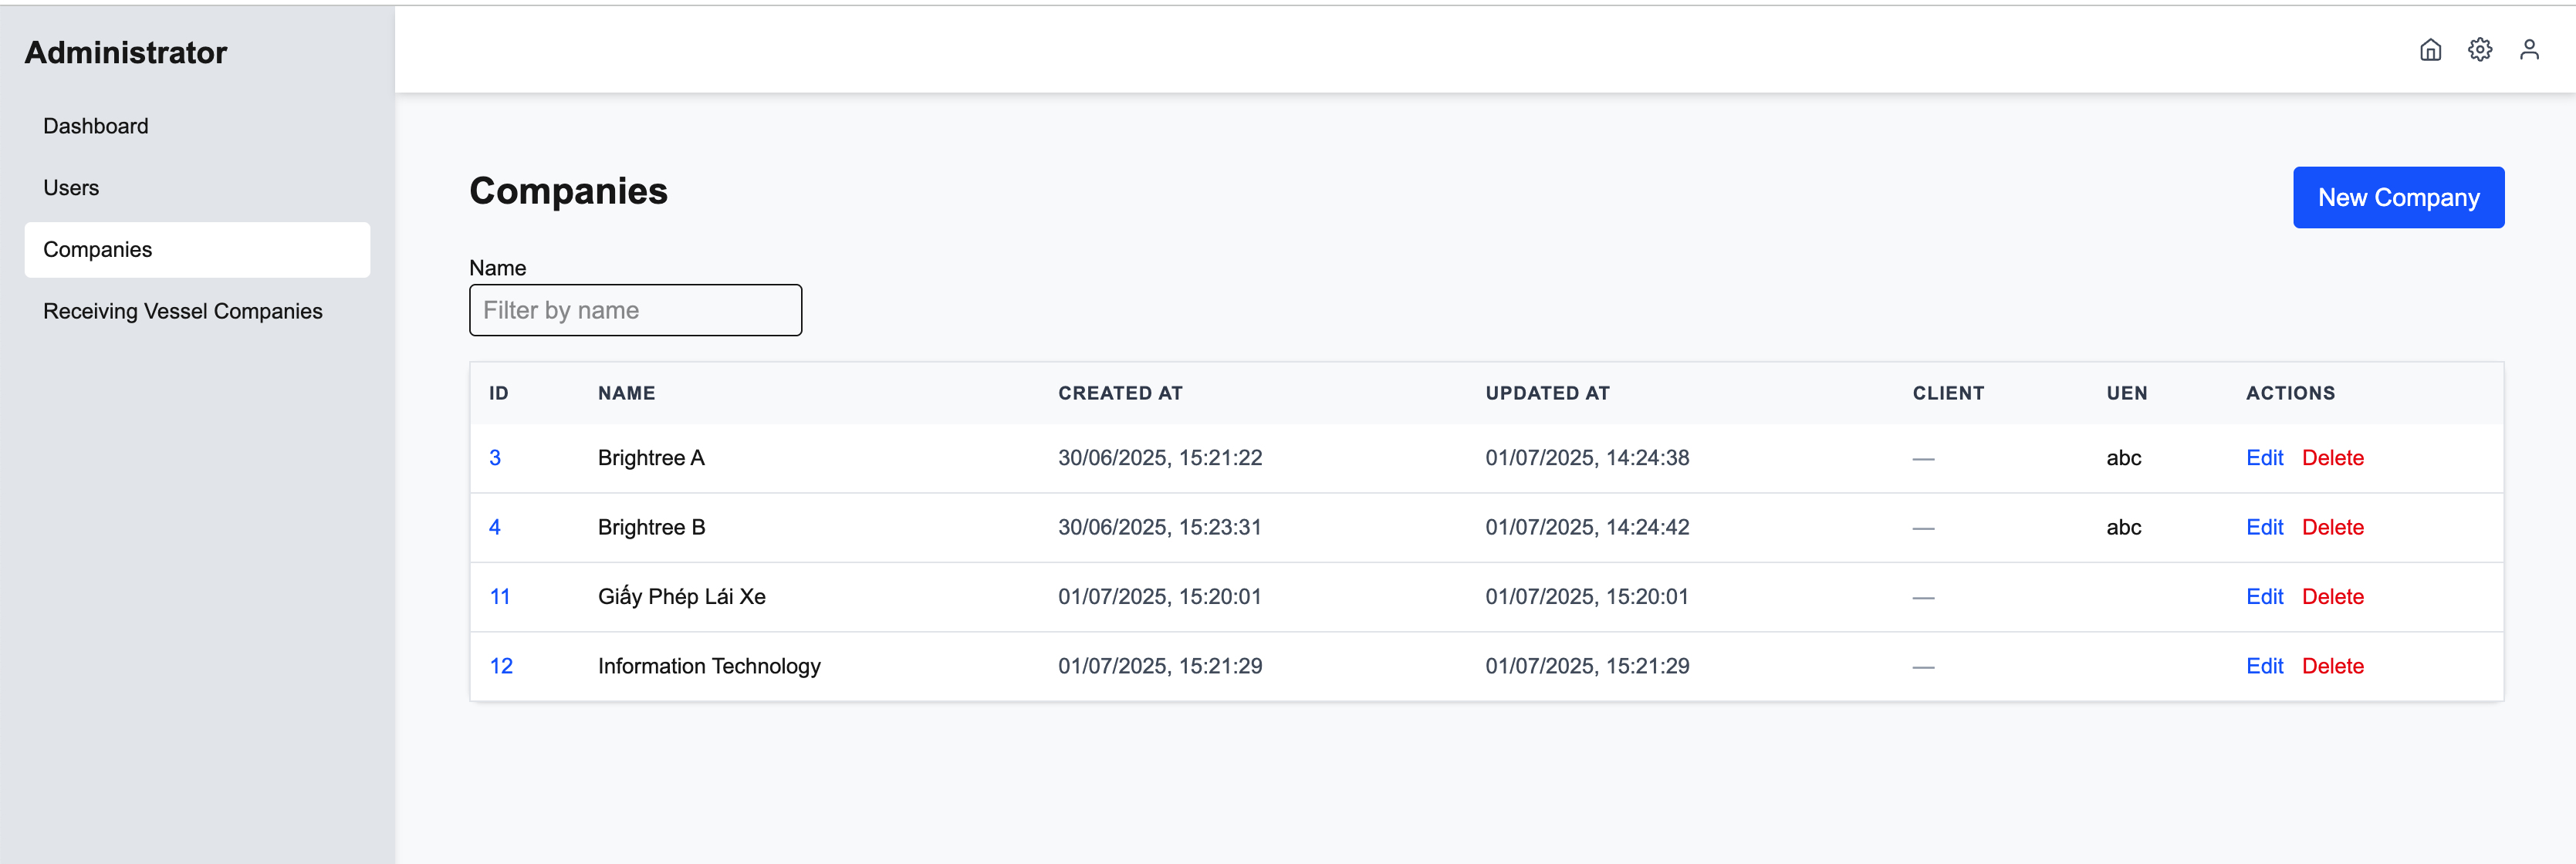 Administrator
Dashboard
Users
Companies
Receiving Vessel Companies
Companies
New Company
Name
Filter by name
ID NAME CREATED AT UPDATED AT CLIENT UEN ACTIONS
3 Brightree A 30/06/2025, 15:21:22 01/07/2025, 14:24:38 — abc Edit Delete
4 Brightree B 30/06/2025, 15:23:31 01/07/2025, 14:24:42 — abc Edit Delete
11 Giấy Phép Lái Xe 01/07/2025, 15:20:01 01/07/2025, 15:20:01 — Edit Delete
12 Information Technology 01/07/2025, 15:21:29 01/07/2025, 15:21:29 — Edit Delete